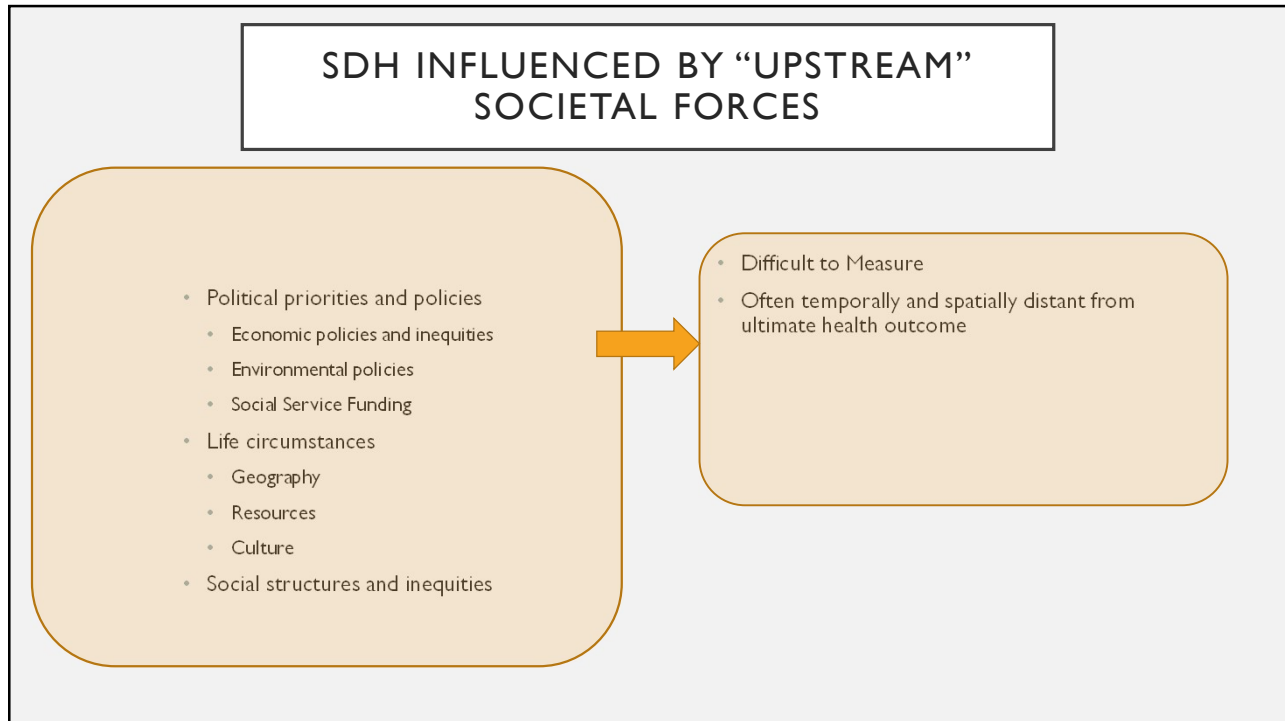 SDH INFLUENCED BY “UPSTREAM”
SOCIETAL FORCES
• Political priorities and policies
• Economic policies and inequities
• Environmental policies
• Social Service Funding
• Life circumstances
• Geography
• Resources
• Culture
• Social structures and inequities
• Difficult to Measure
• Often temporally and spatially distant from
ultimate health outcome